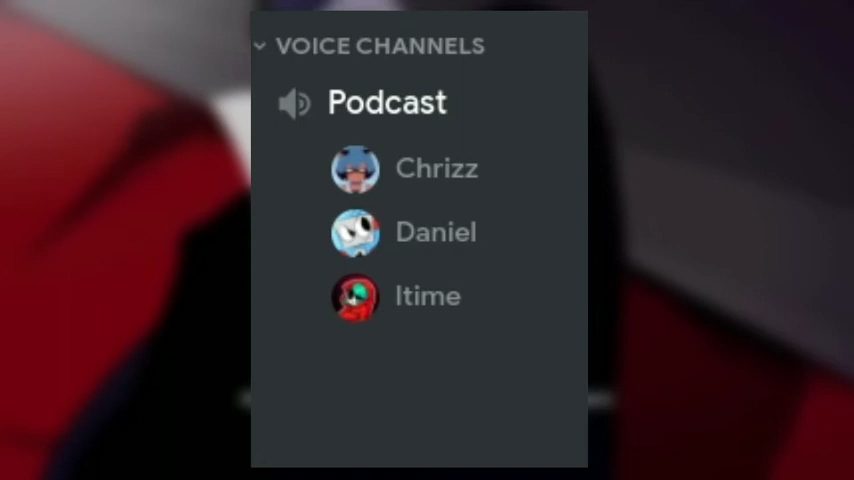 VOICE CHANNELS
Podcast
Chrizz
Daniel
Itime